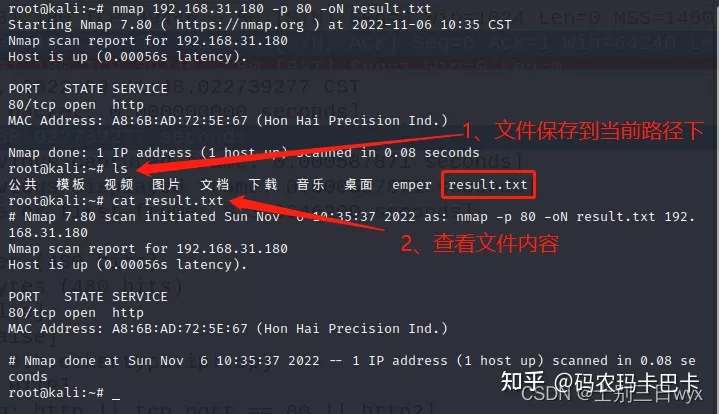 root@kali:~# nmap 192.168.31.180 -p 80 -oN result.txt
Starting Nmap 7.80 ( https://nmap.org ) at 2022-11-06 10:35 CST
Nmap scan report for 192.168.31.180
Host is up (0.00056s latency).
PORT   STATE SERVICE
80/tcp open  http
MAC Address: A8:6B:AD:72:5E:67 (Hon Hai Precision Ind.)
1、文件保存到当前路径下
Nmap done: 1 IP address (1 host up) scanned in 0.08 seconds
root@kali:~# ls
公共 模板 视频 图片 文档 下载 音乐 桌面 emper result.txt
root@kali:~# cat result.txt
# Nmap 7.80 scan initiated Sun Nov  6 10:35:37 2022 as: nmap -p 80 -oN result.txt 192.
168.31.180
Nmap scan report for 192.168.31.180
2、查看文件内容
Host is up (0.00056s latency).
PORT   STATE SERVICE
80/tcp open  http
MAC Address: A8:6B:AD:72:5E:67 (Hon Hai Precision Ind.)
# Nmap done at Sun Nov  6 10:35:37 2022 -- 1 IP address (1 host up) scanned in 0.08 se
conds
root@kali:~# _
知乎 @码农玛卡巴卡
CSDN @士别三日wyx